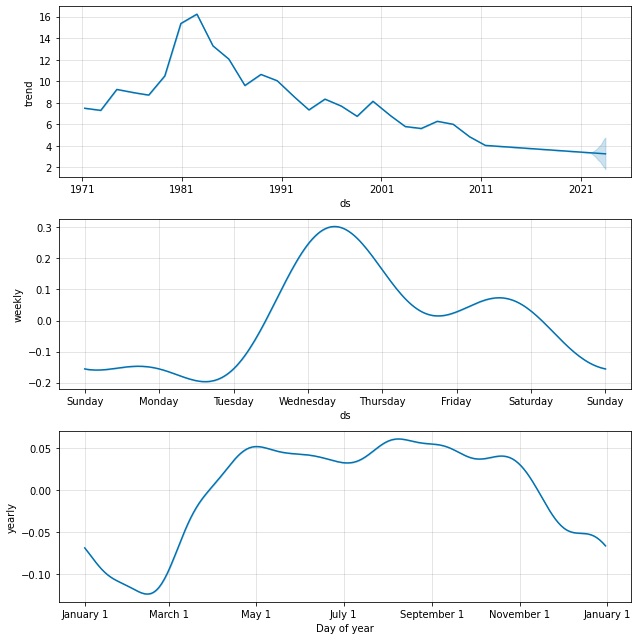 16
14
12
10
8
6
4
2
trend
1971 1981 1991 2001 2011 2021
ds
0.3
0.2
0.1
0.0
−0.1
−0.2
weekly
Sunday Monday Tuesday Wednesday Thursday Friday Saturday Sunday
ds
0.05
0.00
−0.05
−0.10
yearly
January 1 March 1 May 1 July 1 September 1 November 1 January 1
Day of year